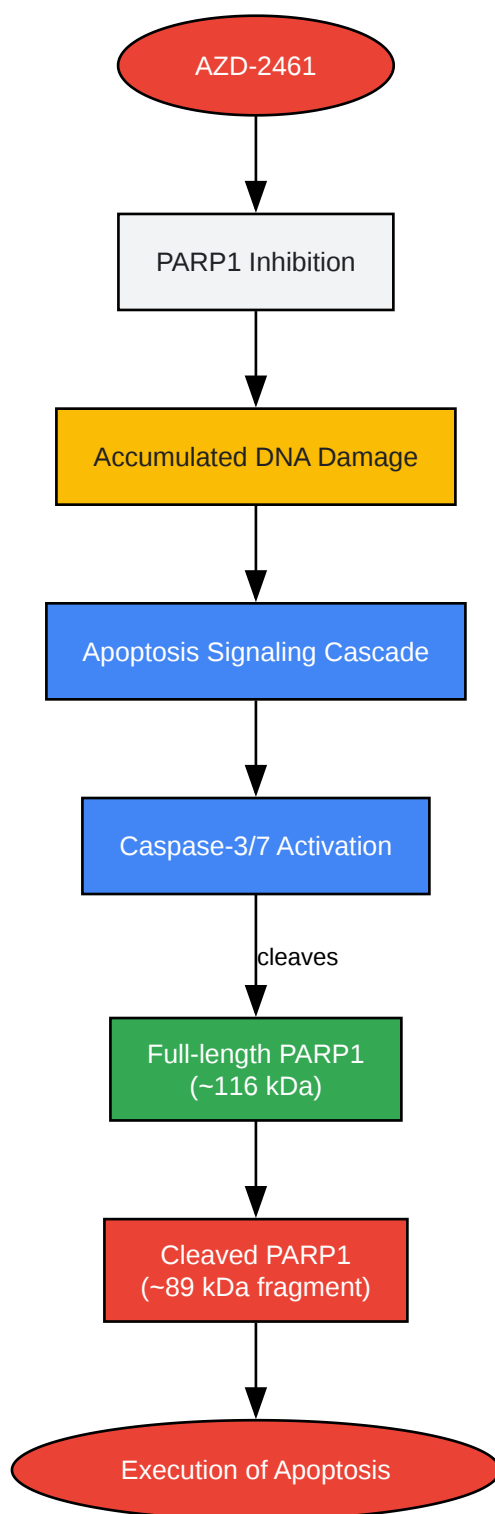 AZD-2461
PARP1 Inhibition
Accumulated DNA Damage
Apoptosis Signaling Cascade
Caspase-3/7 Activation
cleaves
Full-length PARP1
(~116 kDa)
Cleaved PARP1
(~89 kDa fragment)
Execution of Apoptosis